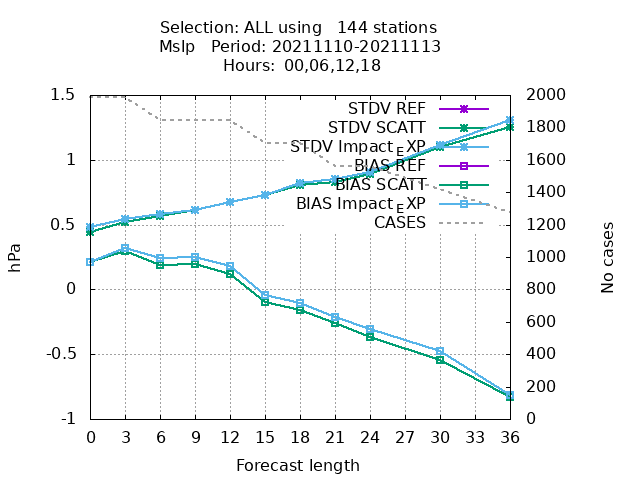 Selection: ALL using   144 stations
Mslp   Period: 20211110-20211113
Hours:  00,06,12,18
1.5
1
0.5
0
-0.5
-1
hPa
2000
1800
1600
1400
1200
1000
800
600
400
200
0
No cases
STDV REF
STDV SCATT
STDV Impact_EXP
BIAS REF
BIAS SCATT
BIAS Impact_EXP
CASES
0 3 6 9 12 15 18 21 24 27 30 33 36
Forecast length